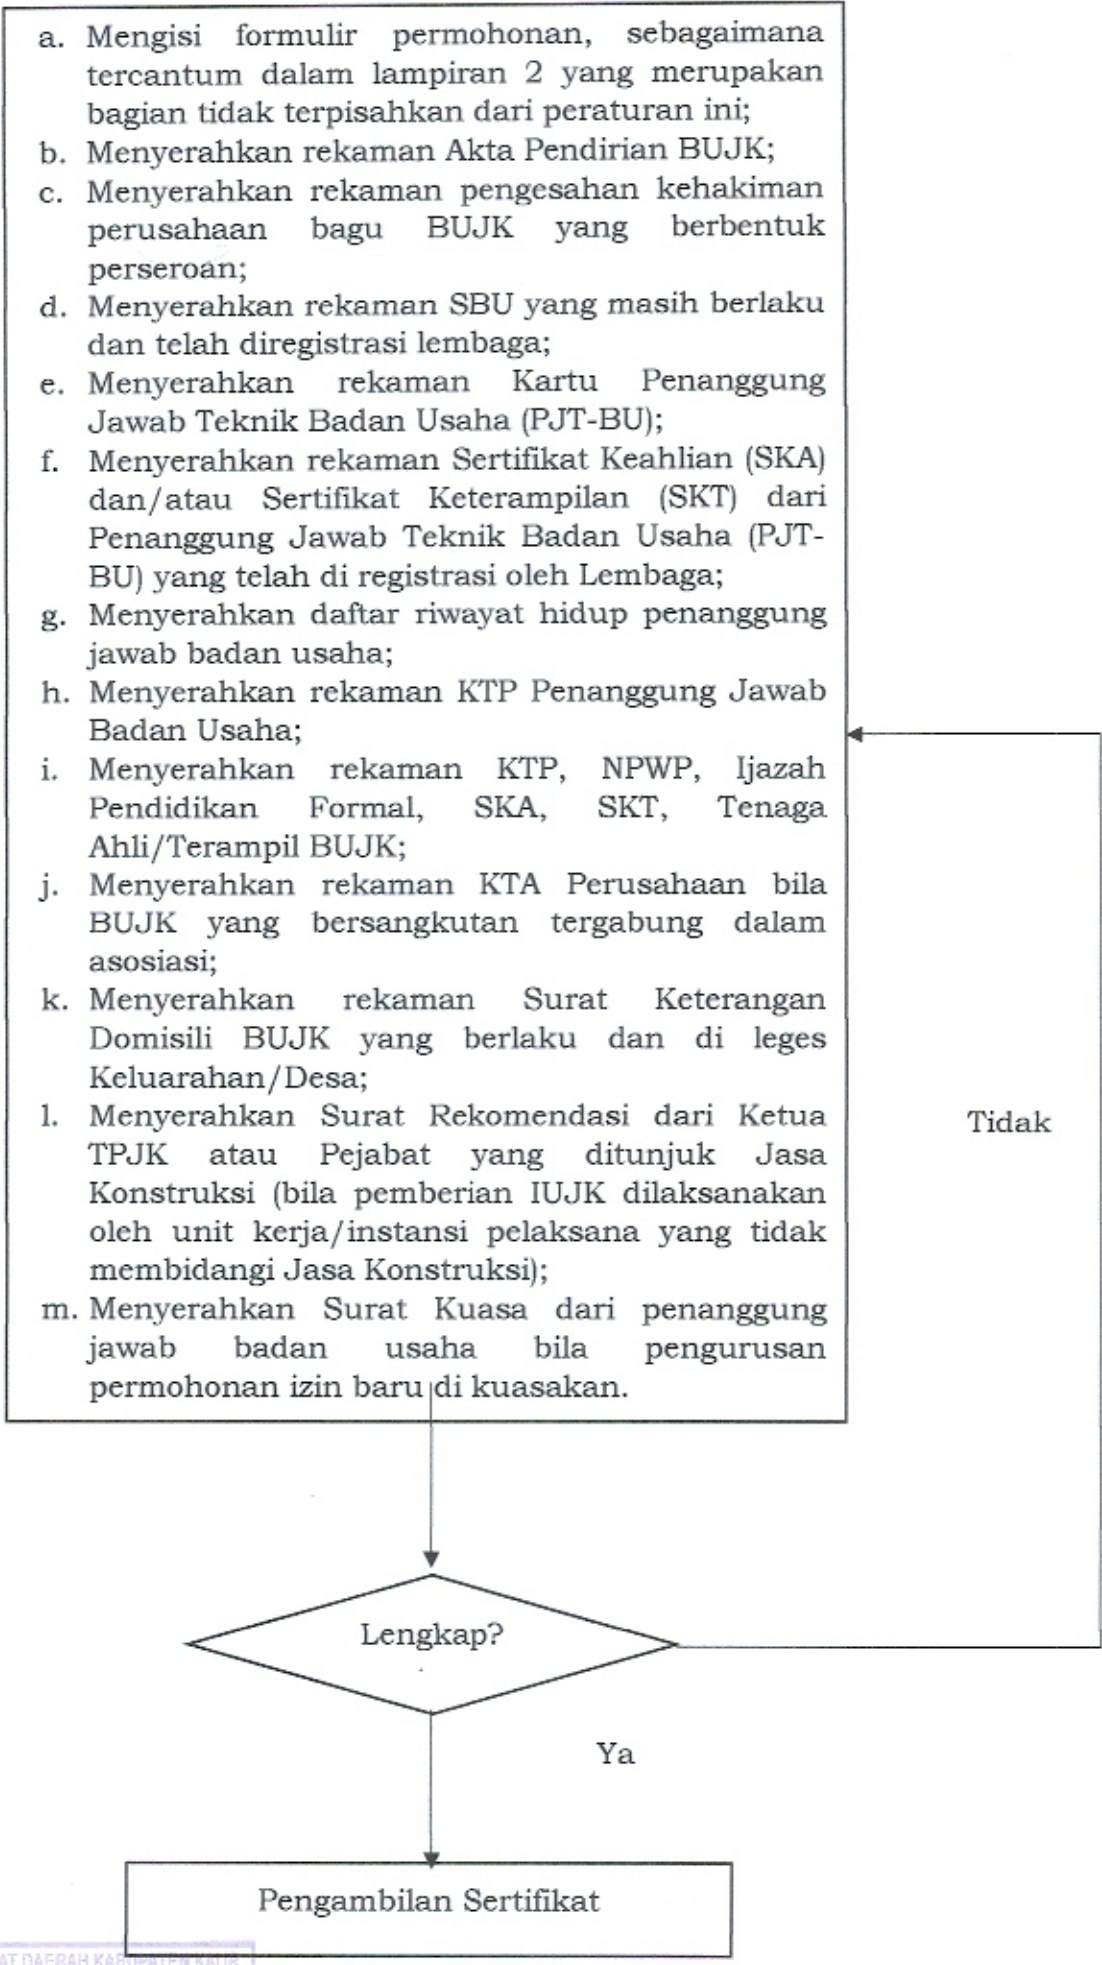 a. Mengisi formulir permohonan, sebagaimana
tercantum dalam lampiran 2 yang merupakan
bagian tidak terpisahkan dari peraturan ini;
b. Menyerahkan rekaman Akta Pendirian BUJK;
c. Menyerahkan rekaman pengesahan kehakiman
perusahaan bagu BUJK yang berbentuk
perseroan;
d. Menyerahkan rekaman SBU yang masih berlaku
dan telah diregistrasi lembaga;
e. Menyerahkan rekaman Kartu Penanggung
Jawab Teknik Badan Usaha (PJT-BU);
f. Menyerahkan rekaman Sertifikat Keahlian (SKA)
dan/atau Sertifikat Keterampilan (SKT) dari
Penanggung Jawab Teknik Badan Usaha (PJT-
BU) yang telah di registrasi oleh Lembaga;
g. Menyerahkan daftar riwayat hidup penanggung
jawab badan usaha;
h. Menyerahkan rekaman KTP Penanggung Jawab
Badan Usaha;
i. Menyerahkan rekaman KTP, NPWP, Ijazah
Pendidikan Formal, SKA, SKT, Tenaga
Ahli/Terampil BUJK;
j. Menyerahkan rekaman KTA Perusahaan bila
BUJK yang bersangkutan tergabung dalam
asosiasi;
k. Menyerahkan rekaman Surat Keterangan
Domisili BUJK yang berlaku dan di leges
Keluarahan/Desa;
l. Menyerahkan Surat Rekomendasi dari Ketua
TPJK atau Pejabat yang ditunjuk Jasa
Konstruksi (bila pemberian IUJK dilaksanakan
oleh unit kerja/instansi pelaksana yang tidak
membidangi Jasa Konstruksi);
m. Menyerahkan Surat Kuasa dari penanggung
jawab badan usaha bila pengurusan
permohonan izin baru di kuasakan.
Tidak
Lengkap?
Ya
Pengambilan Sertifikat
DAERAH KABUPATEN KAUR